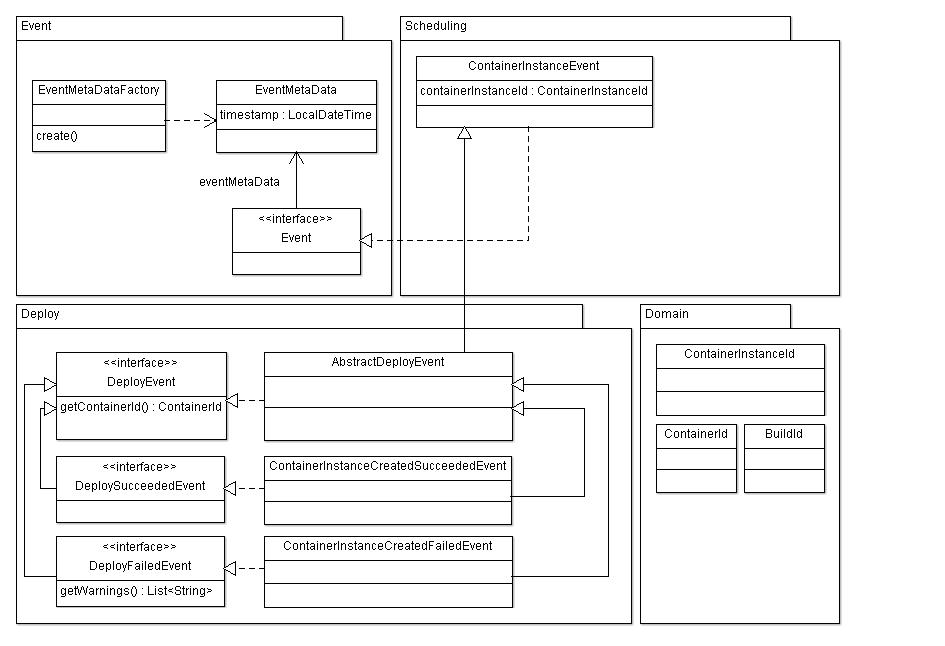 Event
Scheduling
ContainerInstanceEvent
containerInstanceId : ContainerInstanceId
EventMetaDataFactory
create()
EventMetaData
timestamp : LocalDateTime
eventMetaData
<<interface>>
Event
Deploy
Domain
<<interface>>
DeployEvent
getContainerId() : ContainerId
AbstractDeployEvent
<<interface>>
DeploySucceededEvent
ContainerInstanceCreatedSucceededEvent
<<interface>>
DeployFailedEvent
getWarnings() : List<String>
ContainerInstanceCreatedFailedEvent
ContainerInstanceId
ContainerId
BuildId